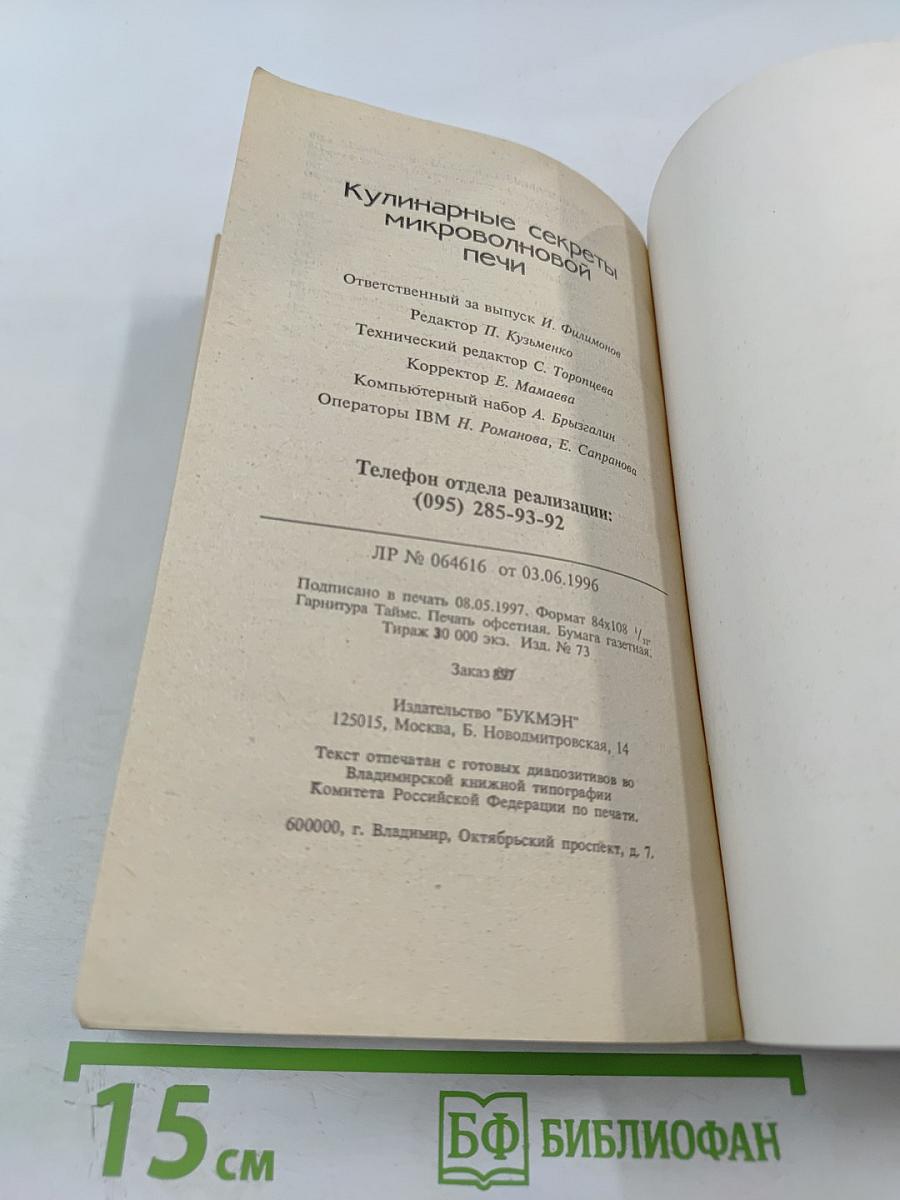 Кулинарные секреты
микроволновой
печи
Ответственный за выпуск И. Филимонов
Редактор П. Кузьменко
Технический редактор С. Торопцева
Корректор Е. Мамаева
Компьютерный набор А. Брызгалин
Операторы IBM Н. Романова, Е. Сапранова
Телефон отдела реализации:
(095) 285-93-92
ЛР № 064616 от 03.06.1996
Подписано в печать 08.05.1997. Формат 84х108 1/32.
Гарнитура Таймс. Печать офсетная. Бумага газетная.
Тираж 30 000 экз. Изд. № 73
Заказ
Издательство "БУКМЭН"
125015, Москва, Б. Новодмитровская, 14
Текст отпечатан с готовых диапозитивов во
Владимирской книжной типографии
Комитета Российской Федерации по печати.
600000, г. Владимир, Октябрьский проспект, д. 7.
15 см
БФ БИБЛИОФАН